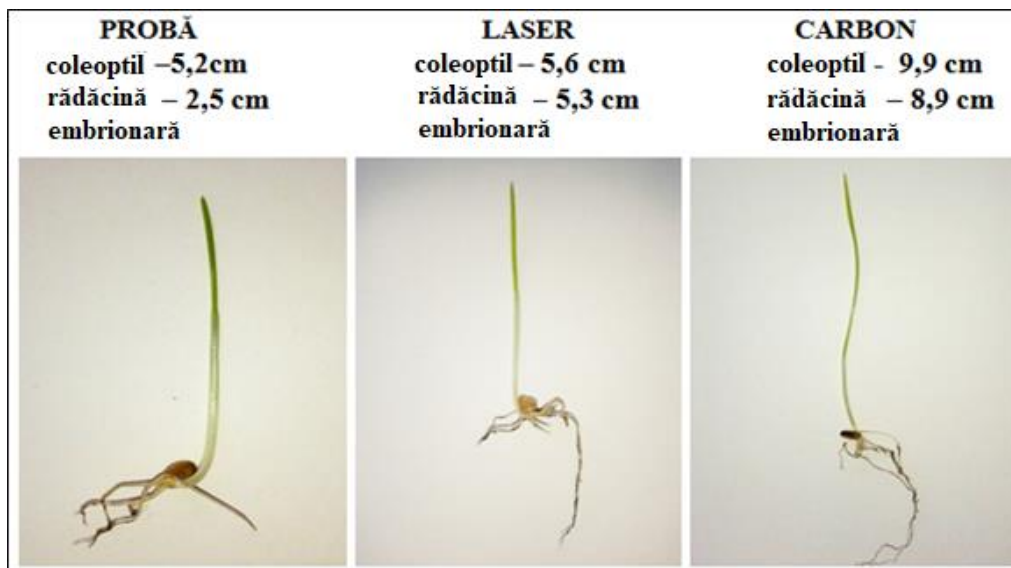 PROBĂ
coleoptil –5,2cm
rădăcină – 2,5 cm
embrionară
LASER
coleoptil – 5,6 cm
rădăcină – 5,3 cm
embrionară
CARBON
coleoptil - 9,9 cm
rădăcină – 8,9 cm
embrionară